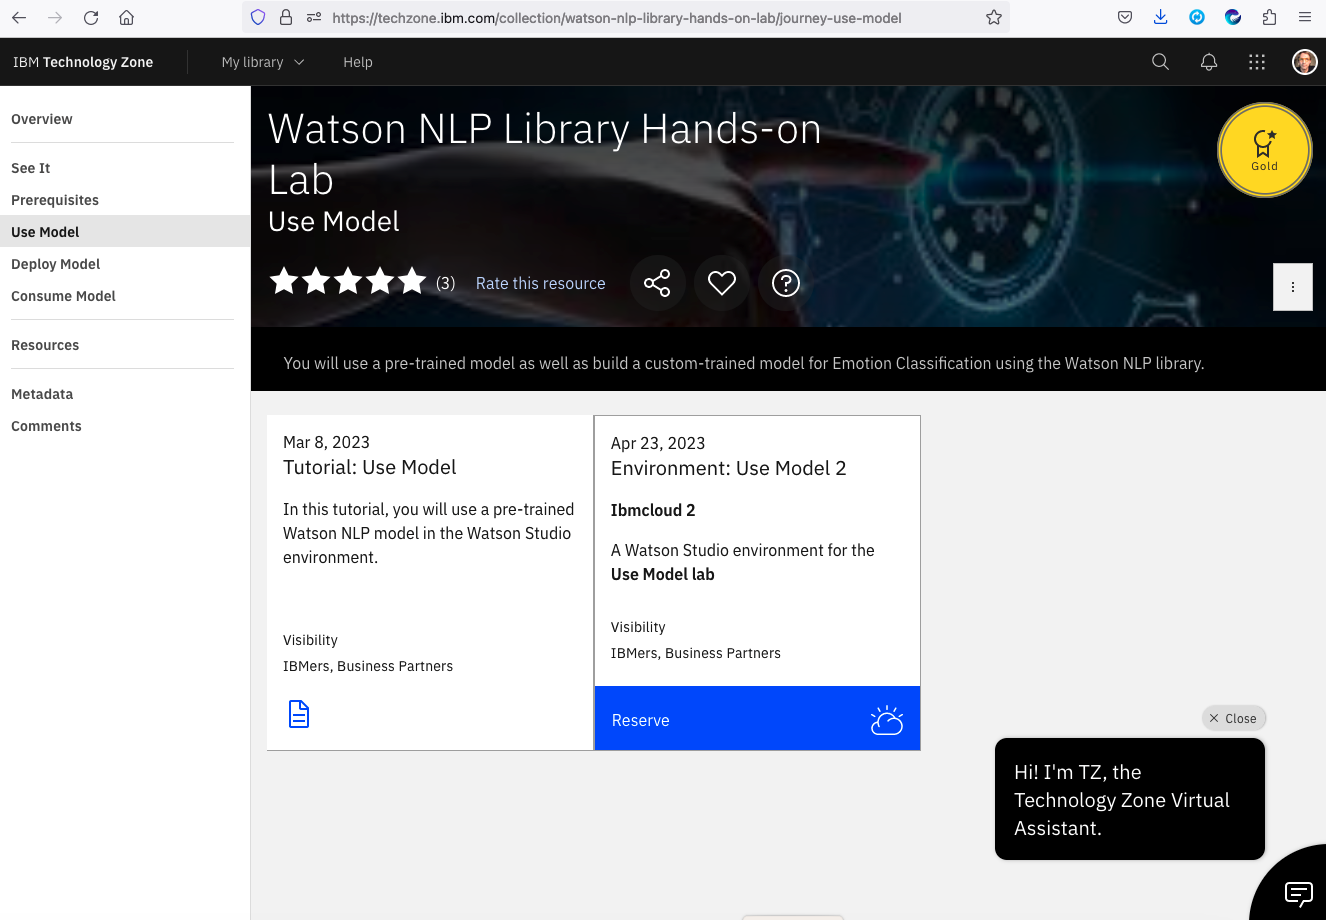 https://techzone.ibm.com/collection/watson-nlp-library-hands-on-lab/journey-use-model
IBM Technology Zone
My library
Help
Overview
See It
Prerequisites
Use Model
Deploy Model
Consume Model
Resources
Metadata
Comments
Watson NLP Library Hands-on
Lab
Use Model
Gold
(3)
Rate this resource
You will use a pre-trained model as well as build a custom-trained model for Emotion Classification using the Watson NLP library.
Mar 8, 2023
Tutorial: Use Model
In this tutorial, you will use a pre-trained
Watson NLP model in the Watson Studio
environment.
Visibility
IBMers, Business Partners
Apr 23, 2023
Environment: Use Model 2
Ibmcloud 2
A Watson Studio environment for the
Use Model lab
Visibility
IBMers, Business Partners
Reserve
Close
Hi! I'm TZ, the
Technology Zone Virtual
Assistant.